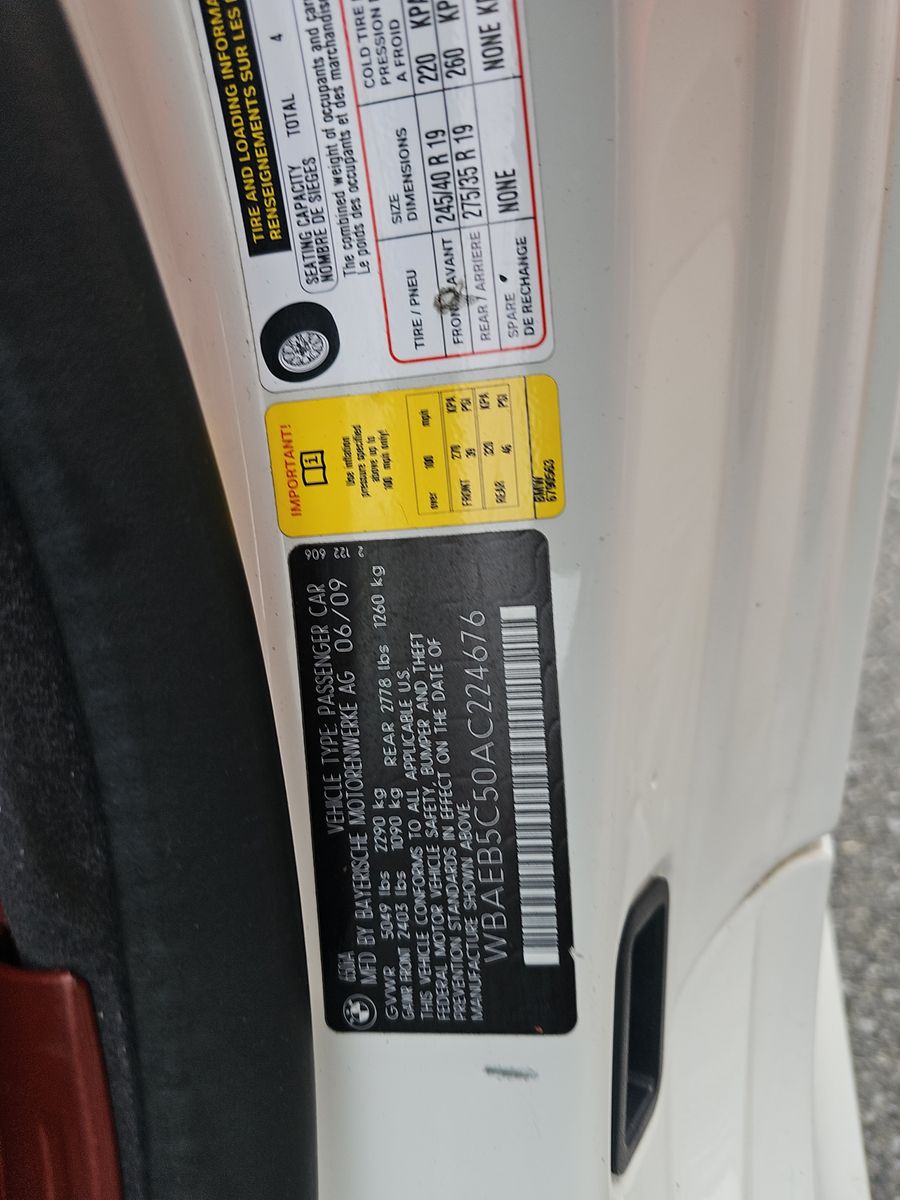 TIRE AND LOADING INFORMA
RENSEIGNEMENTS SUR LES
SEATING CAPACITY
NOMBRE DE SIEGES
TOTAL 4
The combined weight of occupants and car
Le poids des occupants et des marchandis
TIRE / PNEU
SIZE
DIMENSIONS
COLD TIRE
PRESSION
A FROID
AVANT 245/40 R 19 220 KPA
REAR / ARRIERE 275/35 R 19 260 KP
SPARE
DE RECHANGE
NONE NONE
IMPORTANT!
Use inflation
pressure specified
above up to
100 mph only!
over 100 mph
FRONT 270 KPA
39 PSI
REAR 320 KPA
46 PSI
BMW
6790563
650iA VEHICLE TYPE: PASSENGER CAR
MFD BY BAYERISCHE MOTORENWERKE AG 06/09
GVWR 5049 lbs 2290 kg
GAWR FRONT 2403 lbs 1090 kg REAR 2778 lbs 1260 kg
THIS VEHICLE CONFORMS TO ALL APPLICABLE U.S.
FEDERAL MOTOR VEHICLE SAFETY, BUMPER AND THEFT
PREVENTION STANDARDS IN EFFECT ON THE DATE OF
MANUFACTURE SHOWN ABOVE.
WBAEB5C50AC224676
2 122 606